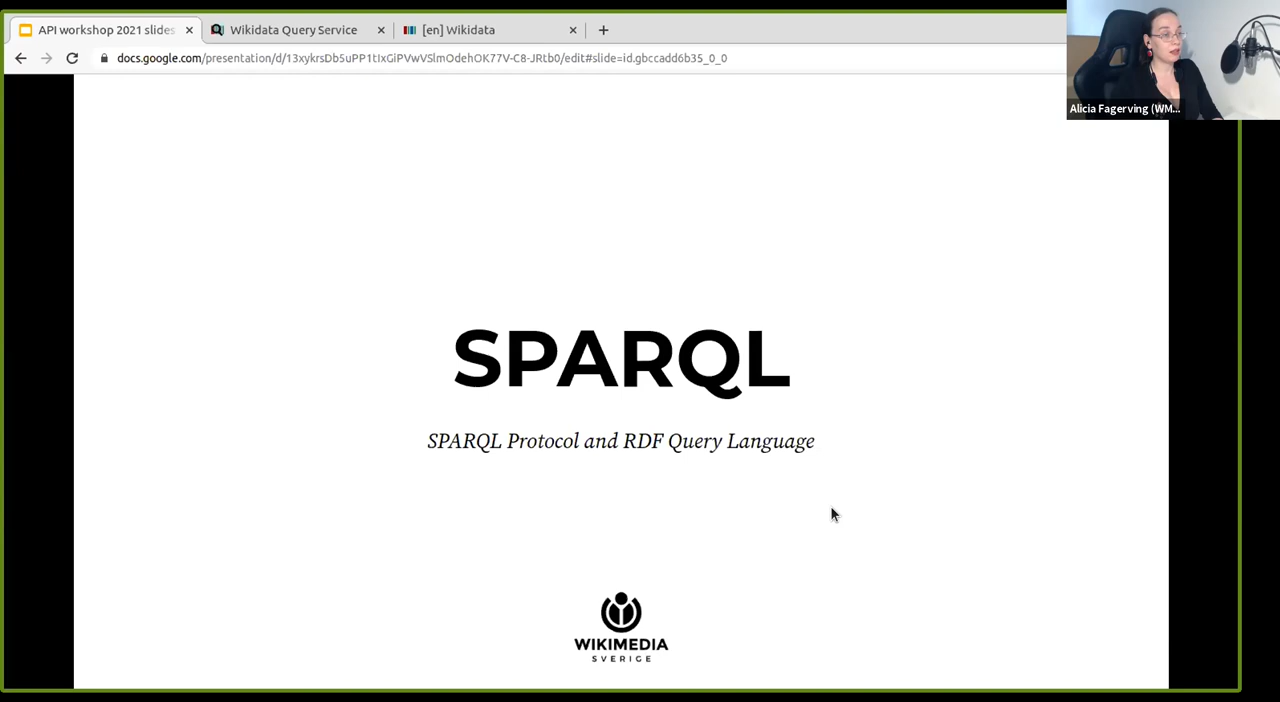 API workshop 2021 slides
Wikidata Query Service
[en] Wikidata
docs.google.com/presentation/d/13xykrsDb5uPP1tIxGiPVwVSlmOdehOK77V-C8-JRtb0/edit#slide=id.gbccadd6b35_0_0
Alicia Fagerving (WM...
SPARQL
SPARQL Protocol and RDF Query Language
WIKIMEDIA
SVERIGE